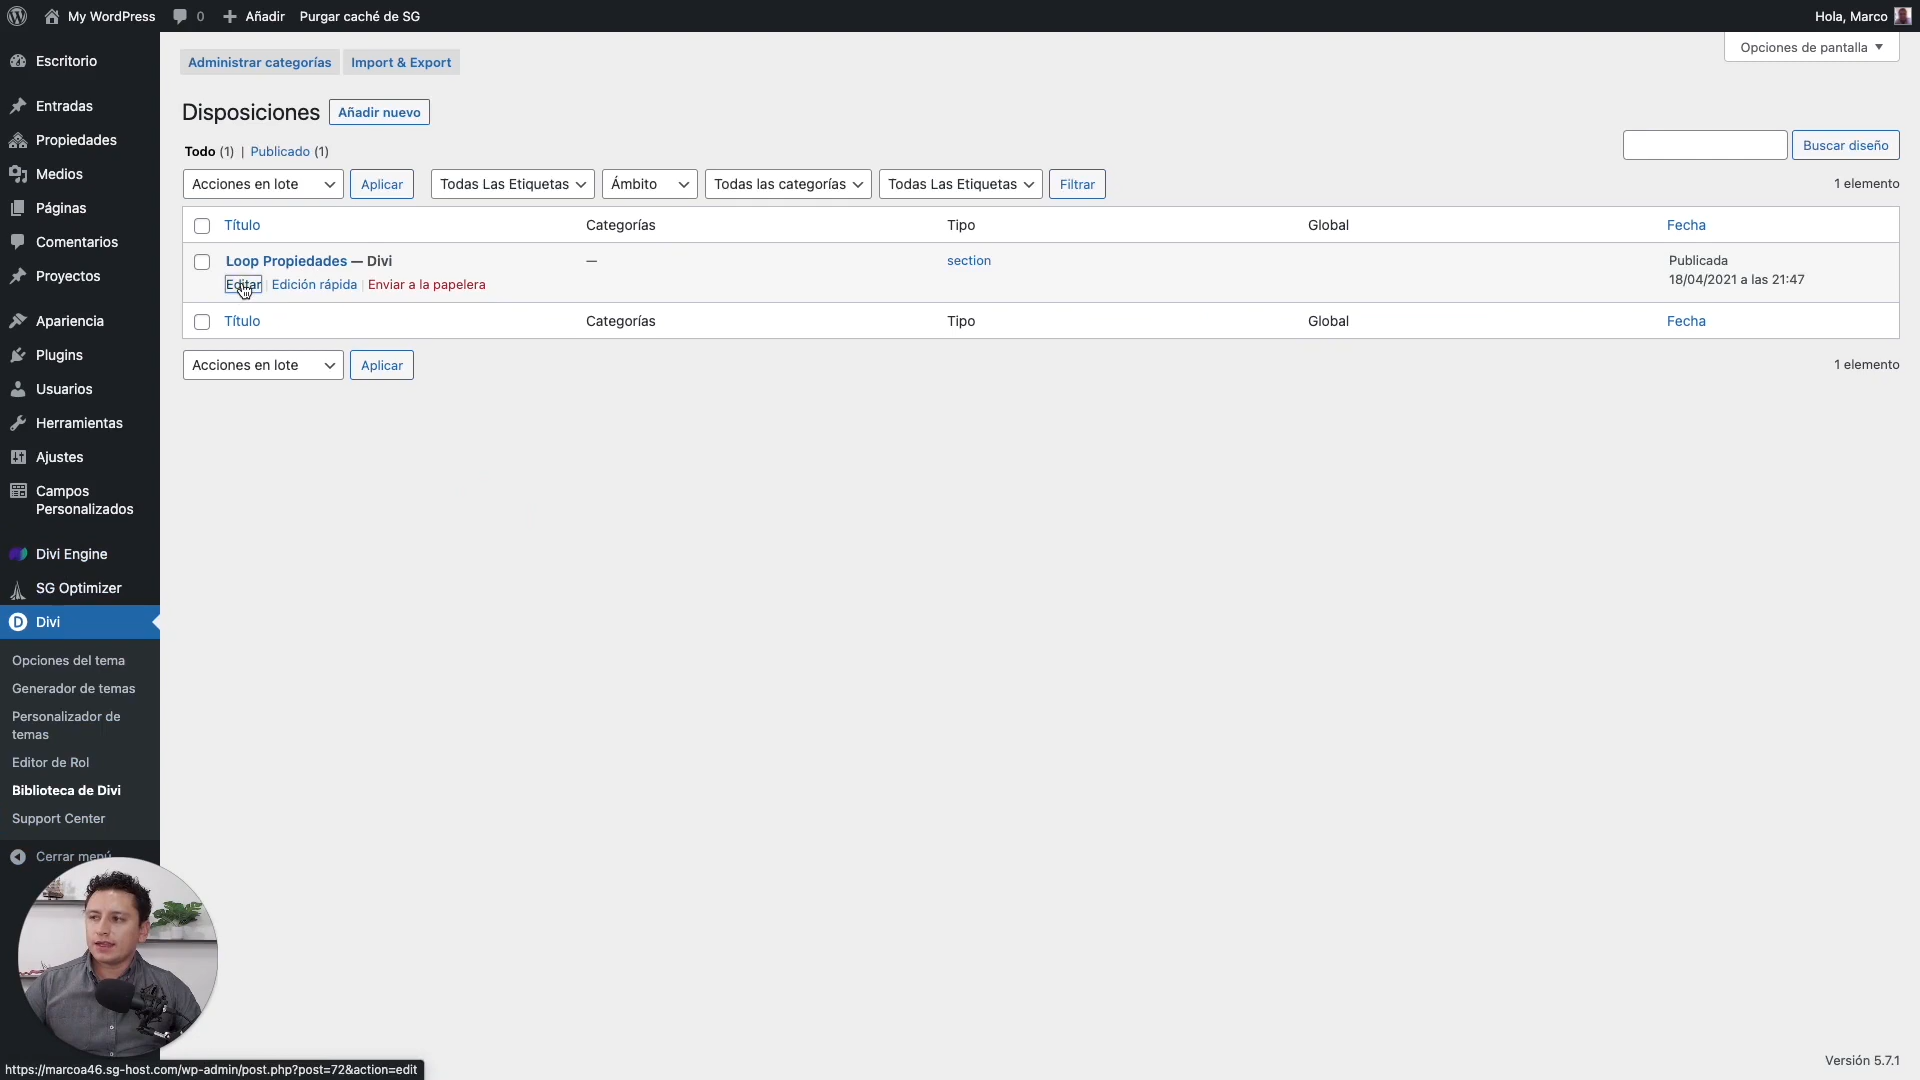 My WordPress 0 Añadir Purgar caché de SG Hola, Marco
Opciones de pantalla
Administrar categorías Import & Export
Disposiciones Añadir nuevo
Todo (1) | Publicado (1)
Buscar diseño
Acciones en lote Aplicar Todas Las Etiquetas Ámbito Todas las categorías Todas Las Etiquetas Filtrar 1 elemento
Título Categorías Tipo Global Fecha
Loop Propiedades — Divi — section Publicada
18/04/2021 a las 21:47
Editar | Edición rápida | Enviar a la papelera
Título Categorías Tipo Global Fecha
Acciones en lote Aplicar 1 elemento
Escritorio
Entradas
Propiedades
Medios
Páginas
Comentarios
Proyectos
Apariencia
Plugins
Usuarios
Herramientas
Ajustes
Campos
Personalizados
Divi Engine
SG Optimizer
D Divi
Opciones del tema
Generador de temas
Personalizador de
temas
Editor de Rol
Biblioteca de Divi
Support Center
Cerrar menú
Versión 5.7.1
https://marcoa46.sg-host.com/wp-admin/post.php?post=72&action=edit